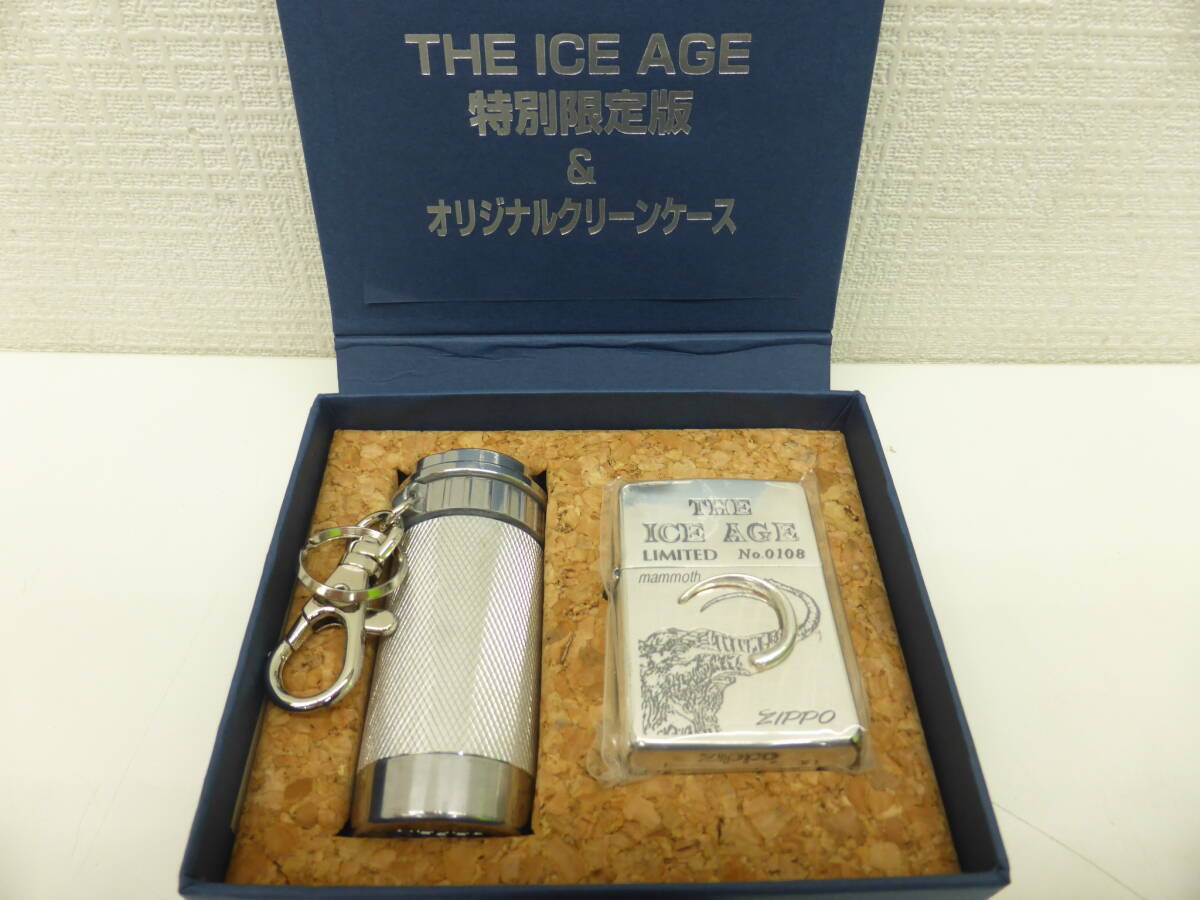 THE ICE AGE
特別限定版
&
オリジナルクリーンケース
THE
ICE AGE
LIMITED No.0108
mammoth
ZIPPO
Zippo